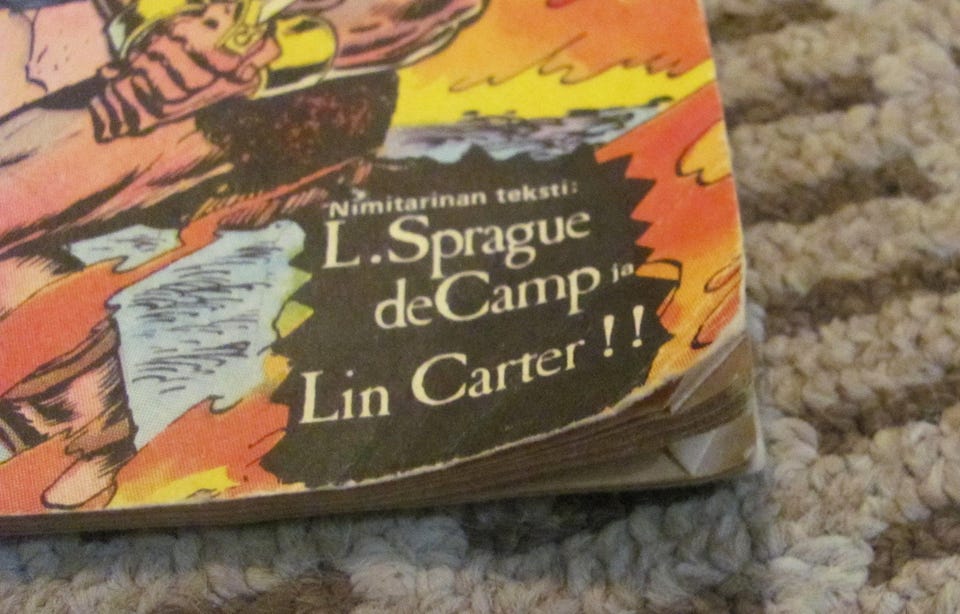 Nimitarinan teksti:
L. Sprague
deCamp ja
Lin Carter !!